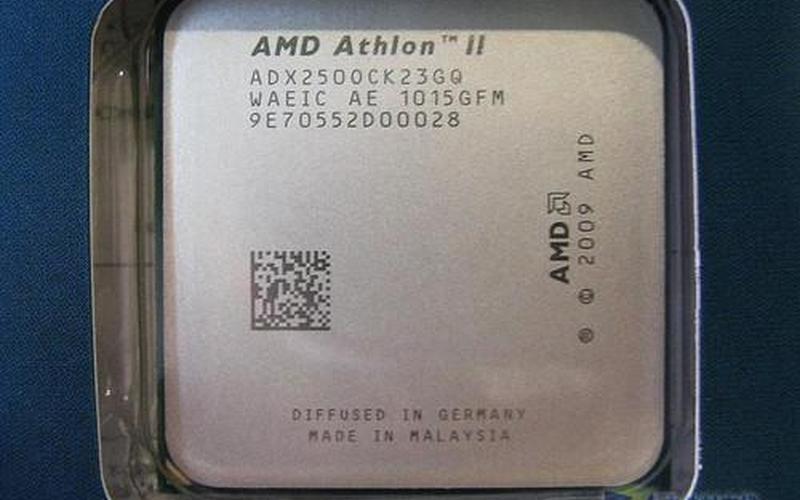 AMD Athlon™ II
ADX250OCK23GQ
WAEIC AE 1015GFM
9E70552D00028
AMD
® © 2009 AMD
DIFFUSED IN GERMANY
MADE IN MALAYSIA